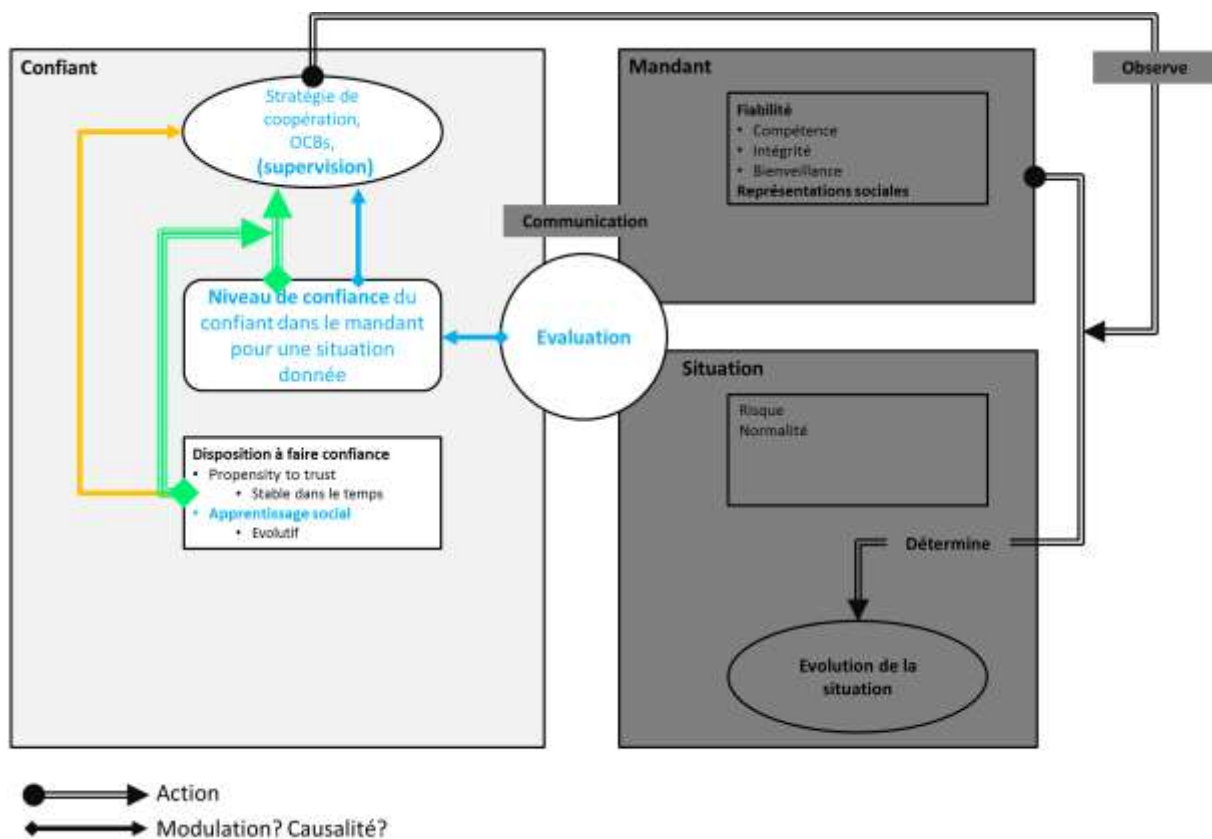 Confiant
Stratégie de
coopération,
OCBs,
(supervision)
Niveau de confiance du
confiant dans le mandant
pour une situation
donnée
Disposition à faire confiance
• Propensity to trust
• Stable dans le temps
• Apprentissage social
• Evolutif
Communication
Evaluation
Mandant
Fiabilité
• Compétence
• Intégrité
• Bienveillance
Représentations sociales
Observe
Situation
Risque
Normalité
Détermine
Evolution de la
situation
Action
Modulation? Causalité?